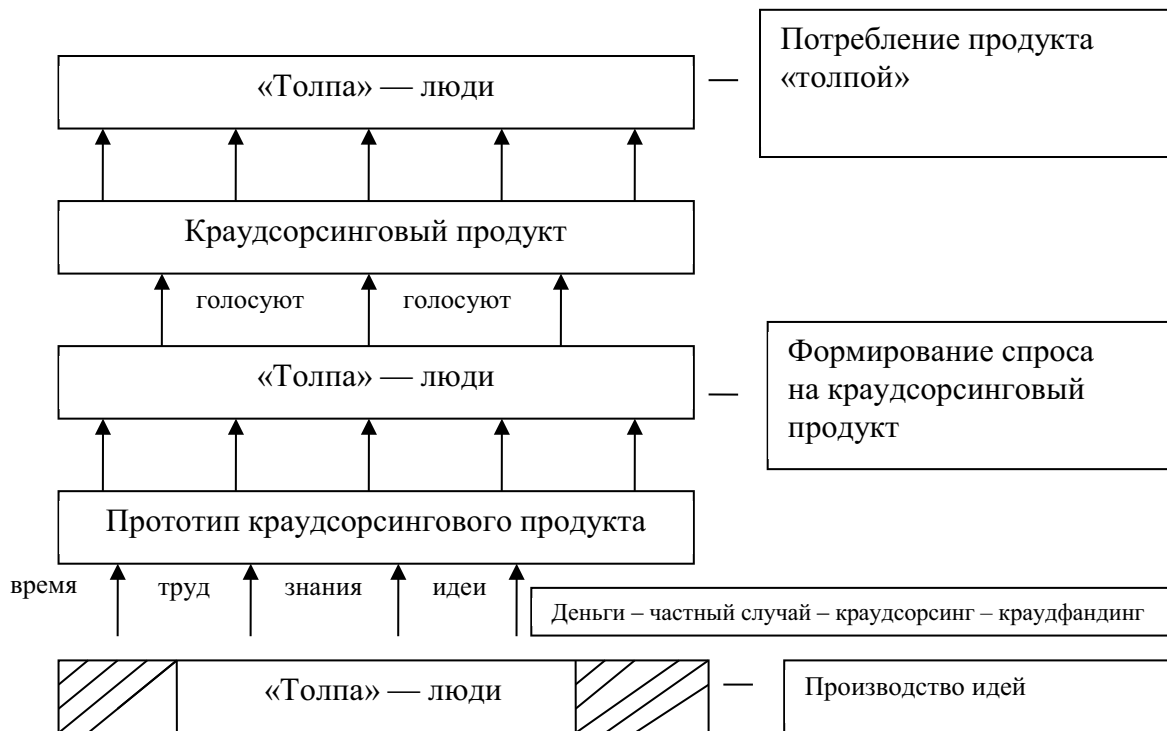 «Толпа» — люди
—
Потребление продукта
«толпой»
Краудсорсинговый продукт
голосуют голосуют
«Толпа» — люди
—
Формирование спроса
на краудсорсинговый
продукт
Прототип краудсорсингового продукта
время труд знания идеи
Деньги – частный случай – краудсорсинг – краудфандинг
«Толпа» — люди
—
Производство идей